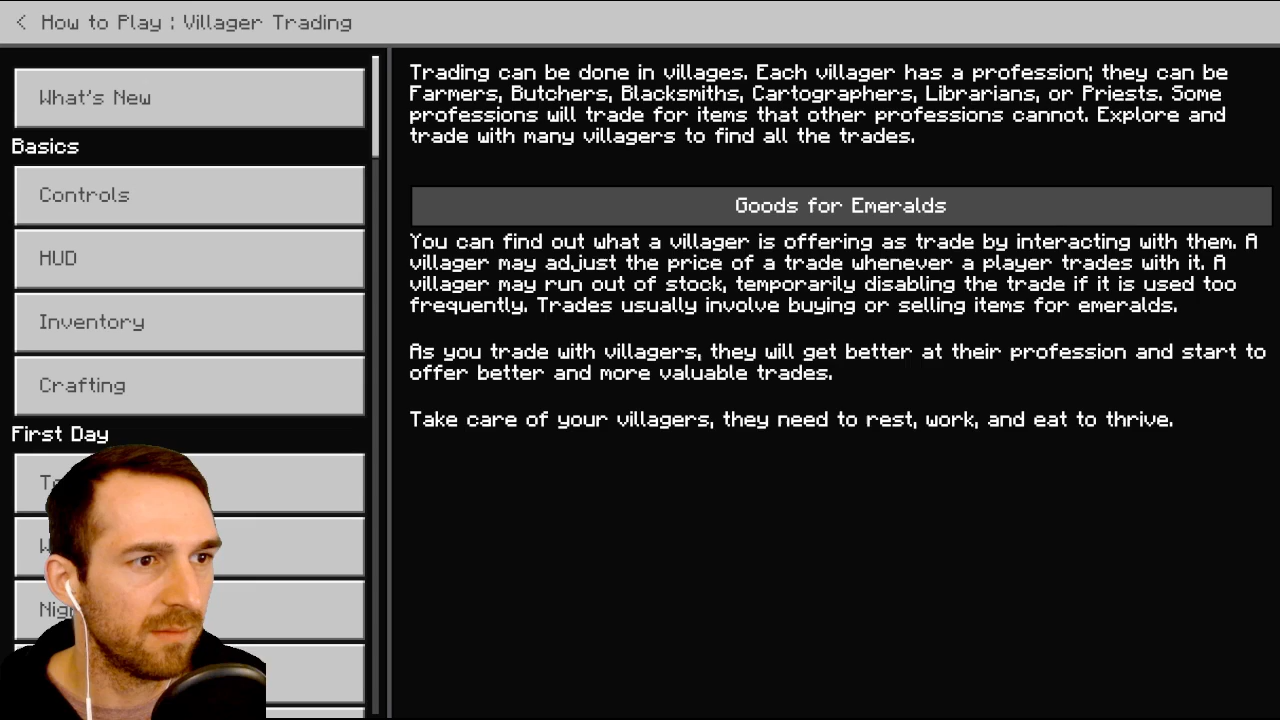 < How to Play : Villager Trading
What's New
Basics
Controls
HUD
Inventory
Crafting
First Day
Trading can be done in villages. Each villager has a profession; they can be
Farmers, Butchers, Blacksmiths, Cartographers, Librarians, or Priests. Some
professions will trade for items that other professions cannot. Explore and
trade with many villagers to find all the trades.
Goods for Emeralds
You can find out what a villager is offering as trade by interacting with them. A
villager may adjust the price of a trade whenever a player trades with it. A
villager may run out of stock, temporarily disabling the trade if it is used too
frequently. Trades usually involve buying or selling items for emeralds.
As you trade with villagers, they will get better at their profession and start to
offer better and more valuable trades.
Take care of your villagers, they need to rest, work, and eat to thrive.